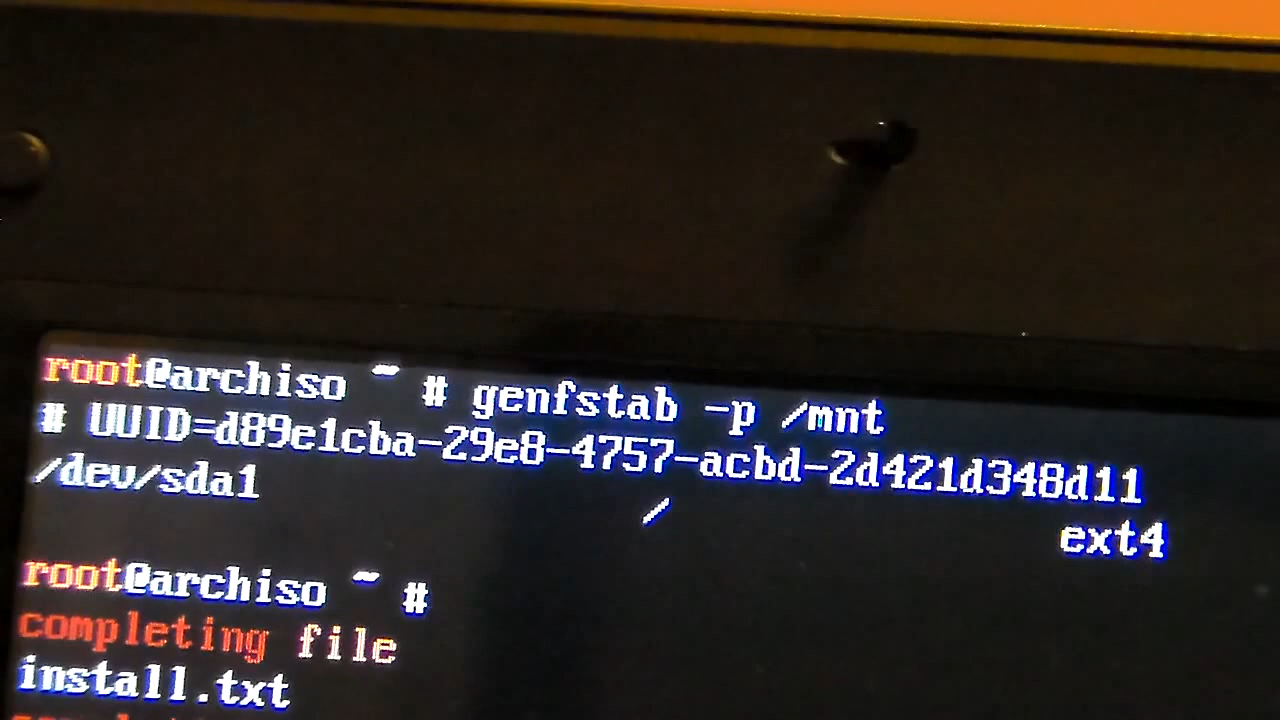 root@archiso ~ # genfstab -p /mnt
# UUID=d89e1cba-29e8-4757-acbd-2d421d348d11
/dev/sda1 / ext4
root@archiso ~ #
completing file
install.txt